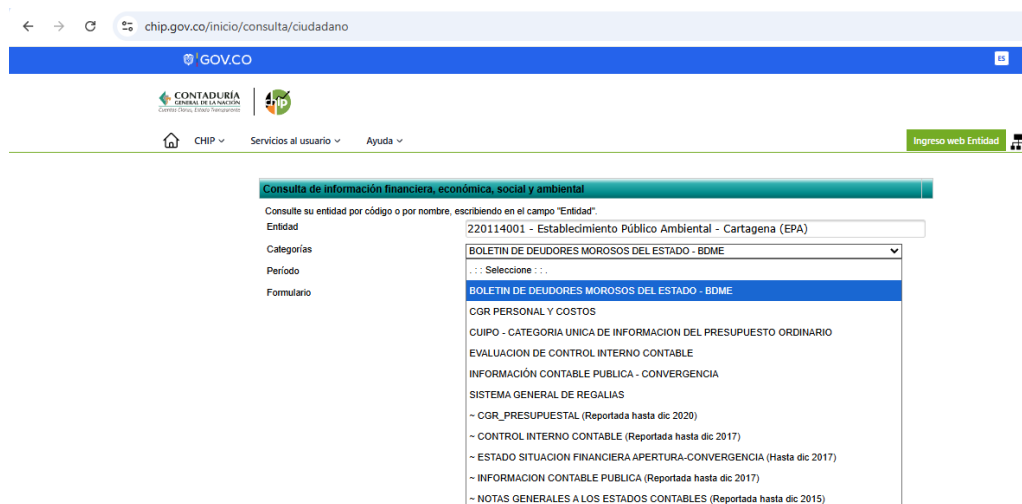 chip.gov.co/inicio/consulta/ciudadano
GOV.CO
ES
CONTADURÍA
GENERAL DE LA NACIÓN
Cuentas Claras, Estado Transparente
chip
CHIP
Servicios al usuario
Ayuda
Ingreso web Entidad
Consulta de información financiera, económica, social y ambiental
Consulte su entidad por código o por nombre, escribiendo en el campo "Entidad".
Entidad
220114001 - Establecimiento Público Ambiental - Cartagena (EPA)
Categorías
BOLETIN DE DEUDORES MOROSOS DEL ESTADO - BDME
Período
. : : Seleccione : : .
Formulario
BOLETIN DE DEUDORES MOROSOS DEL ESTADO - BDME
CGR PERSONAL Y COSTOS
CUIPO - CATEGORIA UNICA DE INFORMACION DEL PRESUPUESTO ORDINARIO
EVALUACION DE CONTROL INTERNO CONTABLE
INFORMACIÓN CONTABLE PUBLICA - CONVERGENCIA
SISTEMA GENERAL DE REGALIAS
~ CGR_PRESUPUESTAL (Reportada hasta dic 2020)
~ CONTROL INTERNO CONTABLE (Reportada hasta dic 2017)
~ ESTADO SITUACION FINANCIERA APERTURA-CONVERGENCIA (Hasta dic 2017)
~ INFORMACION CONTABLE PUBLICA (Reportada hasta dic 2017)
~ NOTAS GENERALES A LOS ESTADOS CONTABLES (Reportada hasta dic 2015)